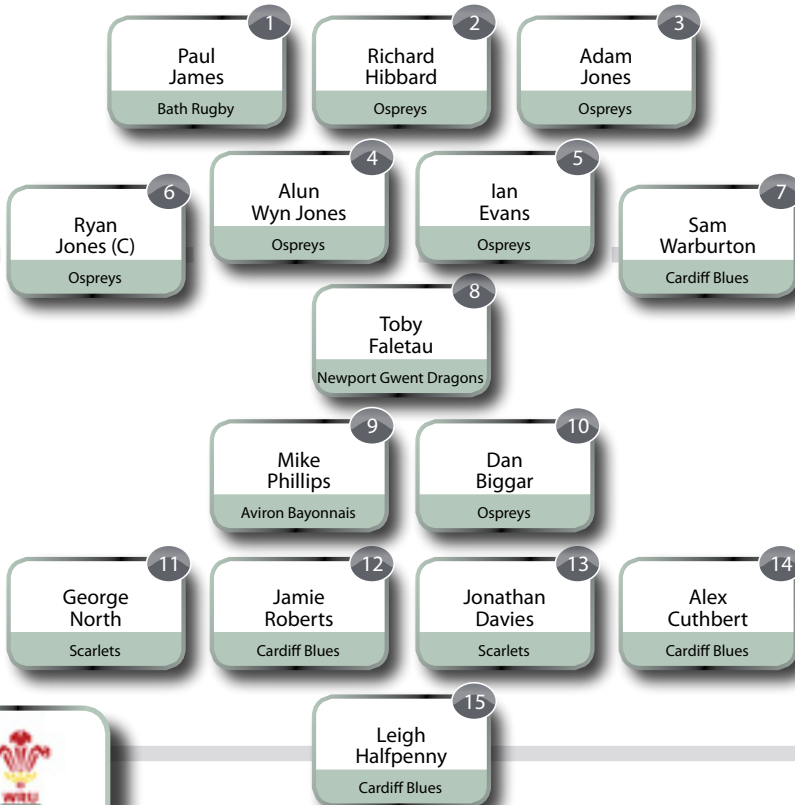 1
Paul
James
Bath Rugby
2
Richard
Hibbard
Ospreys
3
Adam
Jones
Ospreys
6
Ryan
Jones (C)
Ospreys
4
Alun
Wyn Jones
Ospreys
5
Ian
Evans
Ospreys
7
Sam
Warburton
Cardiff Blues
8
Toby
Faletau
Newport Gwent Dragons
9
Mike
Phillips
Aviron Bayonnais
10
Dan
Biggar
Ospreys
11
George
North
Scarlets
12
Jamie
Roberts
Cardiff Blues
13
Jonathan
Davies
Scarlets
14
Alex
Cuthbert
Cardiff Blues
15
Leigh
Halfpenny
Cardiff Blues
WRU